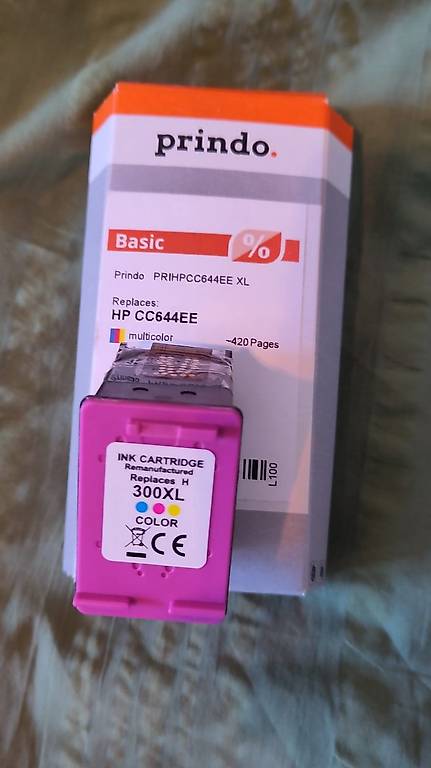 prindo.
Basic %
Prindo PRIHPCC644EE XL
Replaces:
HP CC644EE
multicolor ~420 Pages
L100
INK CARTRIDGE
Remanufactured
Replaces H
300XL
COLOR
CE